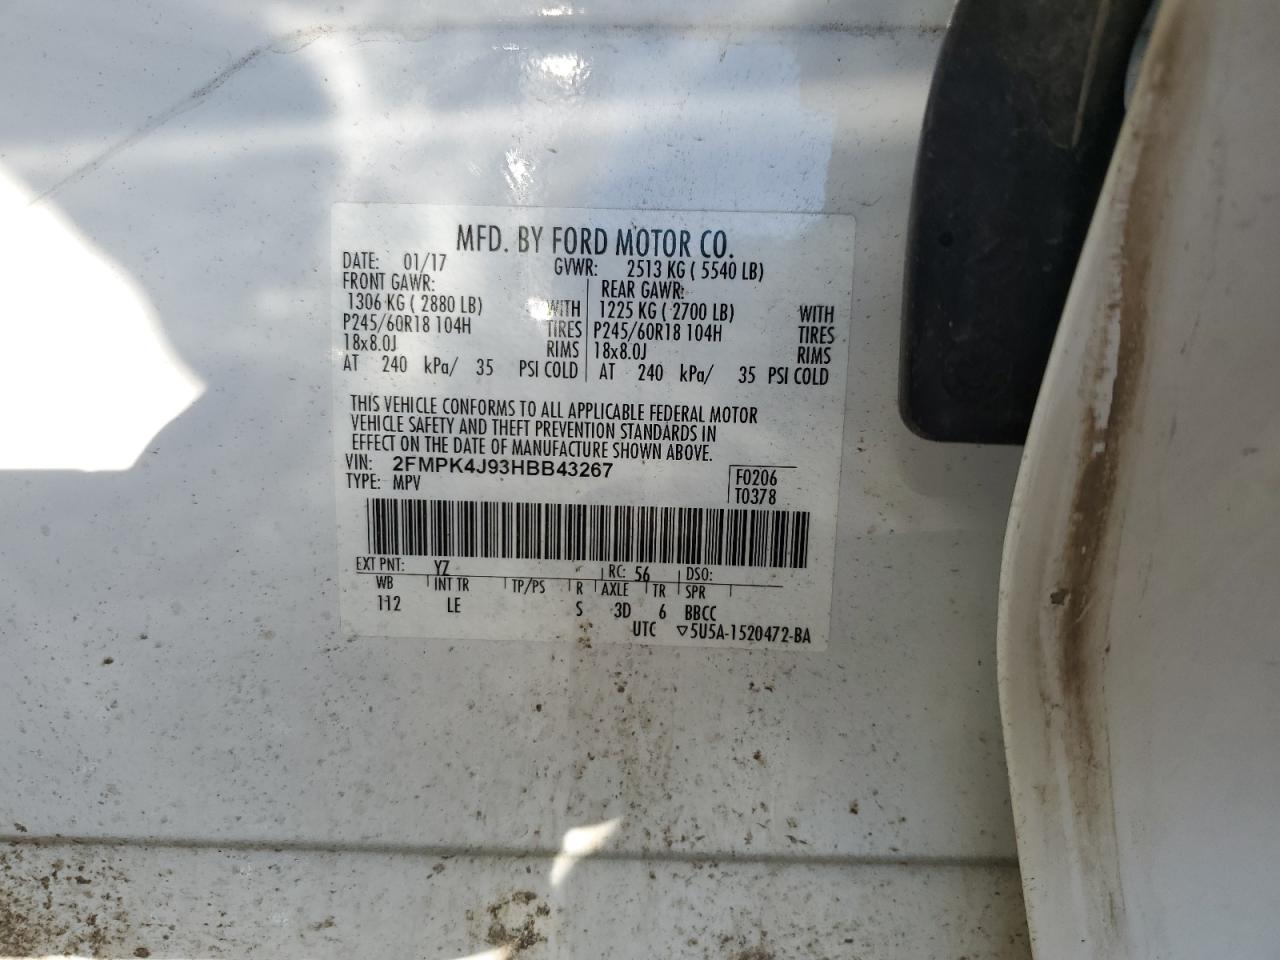 MFD. BY FORD MOTOR CO.
DATE: 01/17 GVWR: 2513 KG ( 5540 LB)
FRONT GAWR: REAR GAWR:
1306 KG ( 2880 LB) WITH 1225 KG ( 2700 LB) WITH
P245/60R18 104H TIRES P245/60R18 104H TIRES
18x8.0J RIMS 18x8.0J RIMS
AT 240 kPa/ 35 PSI COLD AT 240 kPa/ 35 PSI COLD
THIS VEHICLE CONFORMS TO ALL APPLICABLE FEDERAL MOTOR
VEHICLE SAFETY AND THEFT PREVENTION STANDARDS IN
EFFECT ON THE DATE OF MANUFACTURE SHOWN ABOVE.
VIN: 2FMPK4J93HBB43267 F0206
TYPE: MPV T0378
EXT PNT: YZ RC: 56 DSO:
WB INT TR TP/PS R AXLE TR SPR
112 LE S 3D 6 BBCC
UTC ▽5U5A-1520472-BA